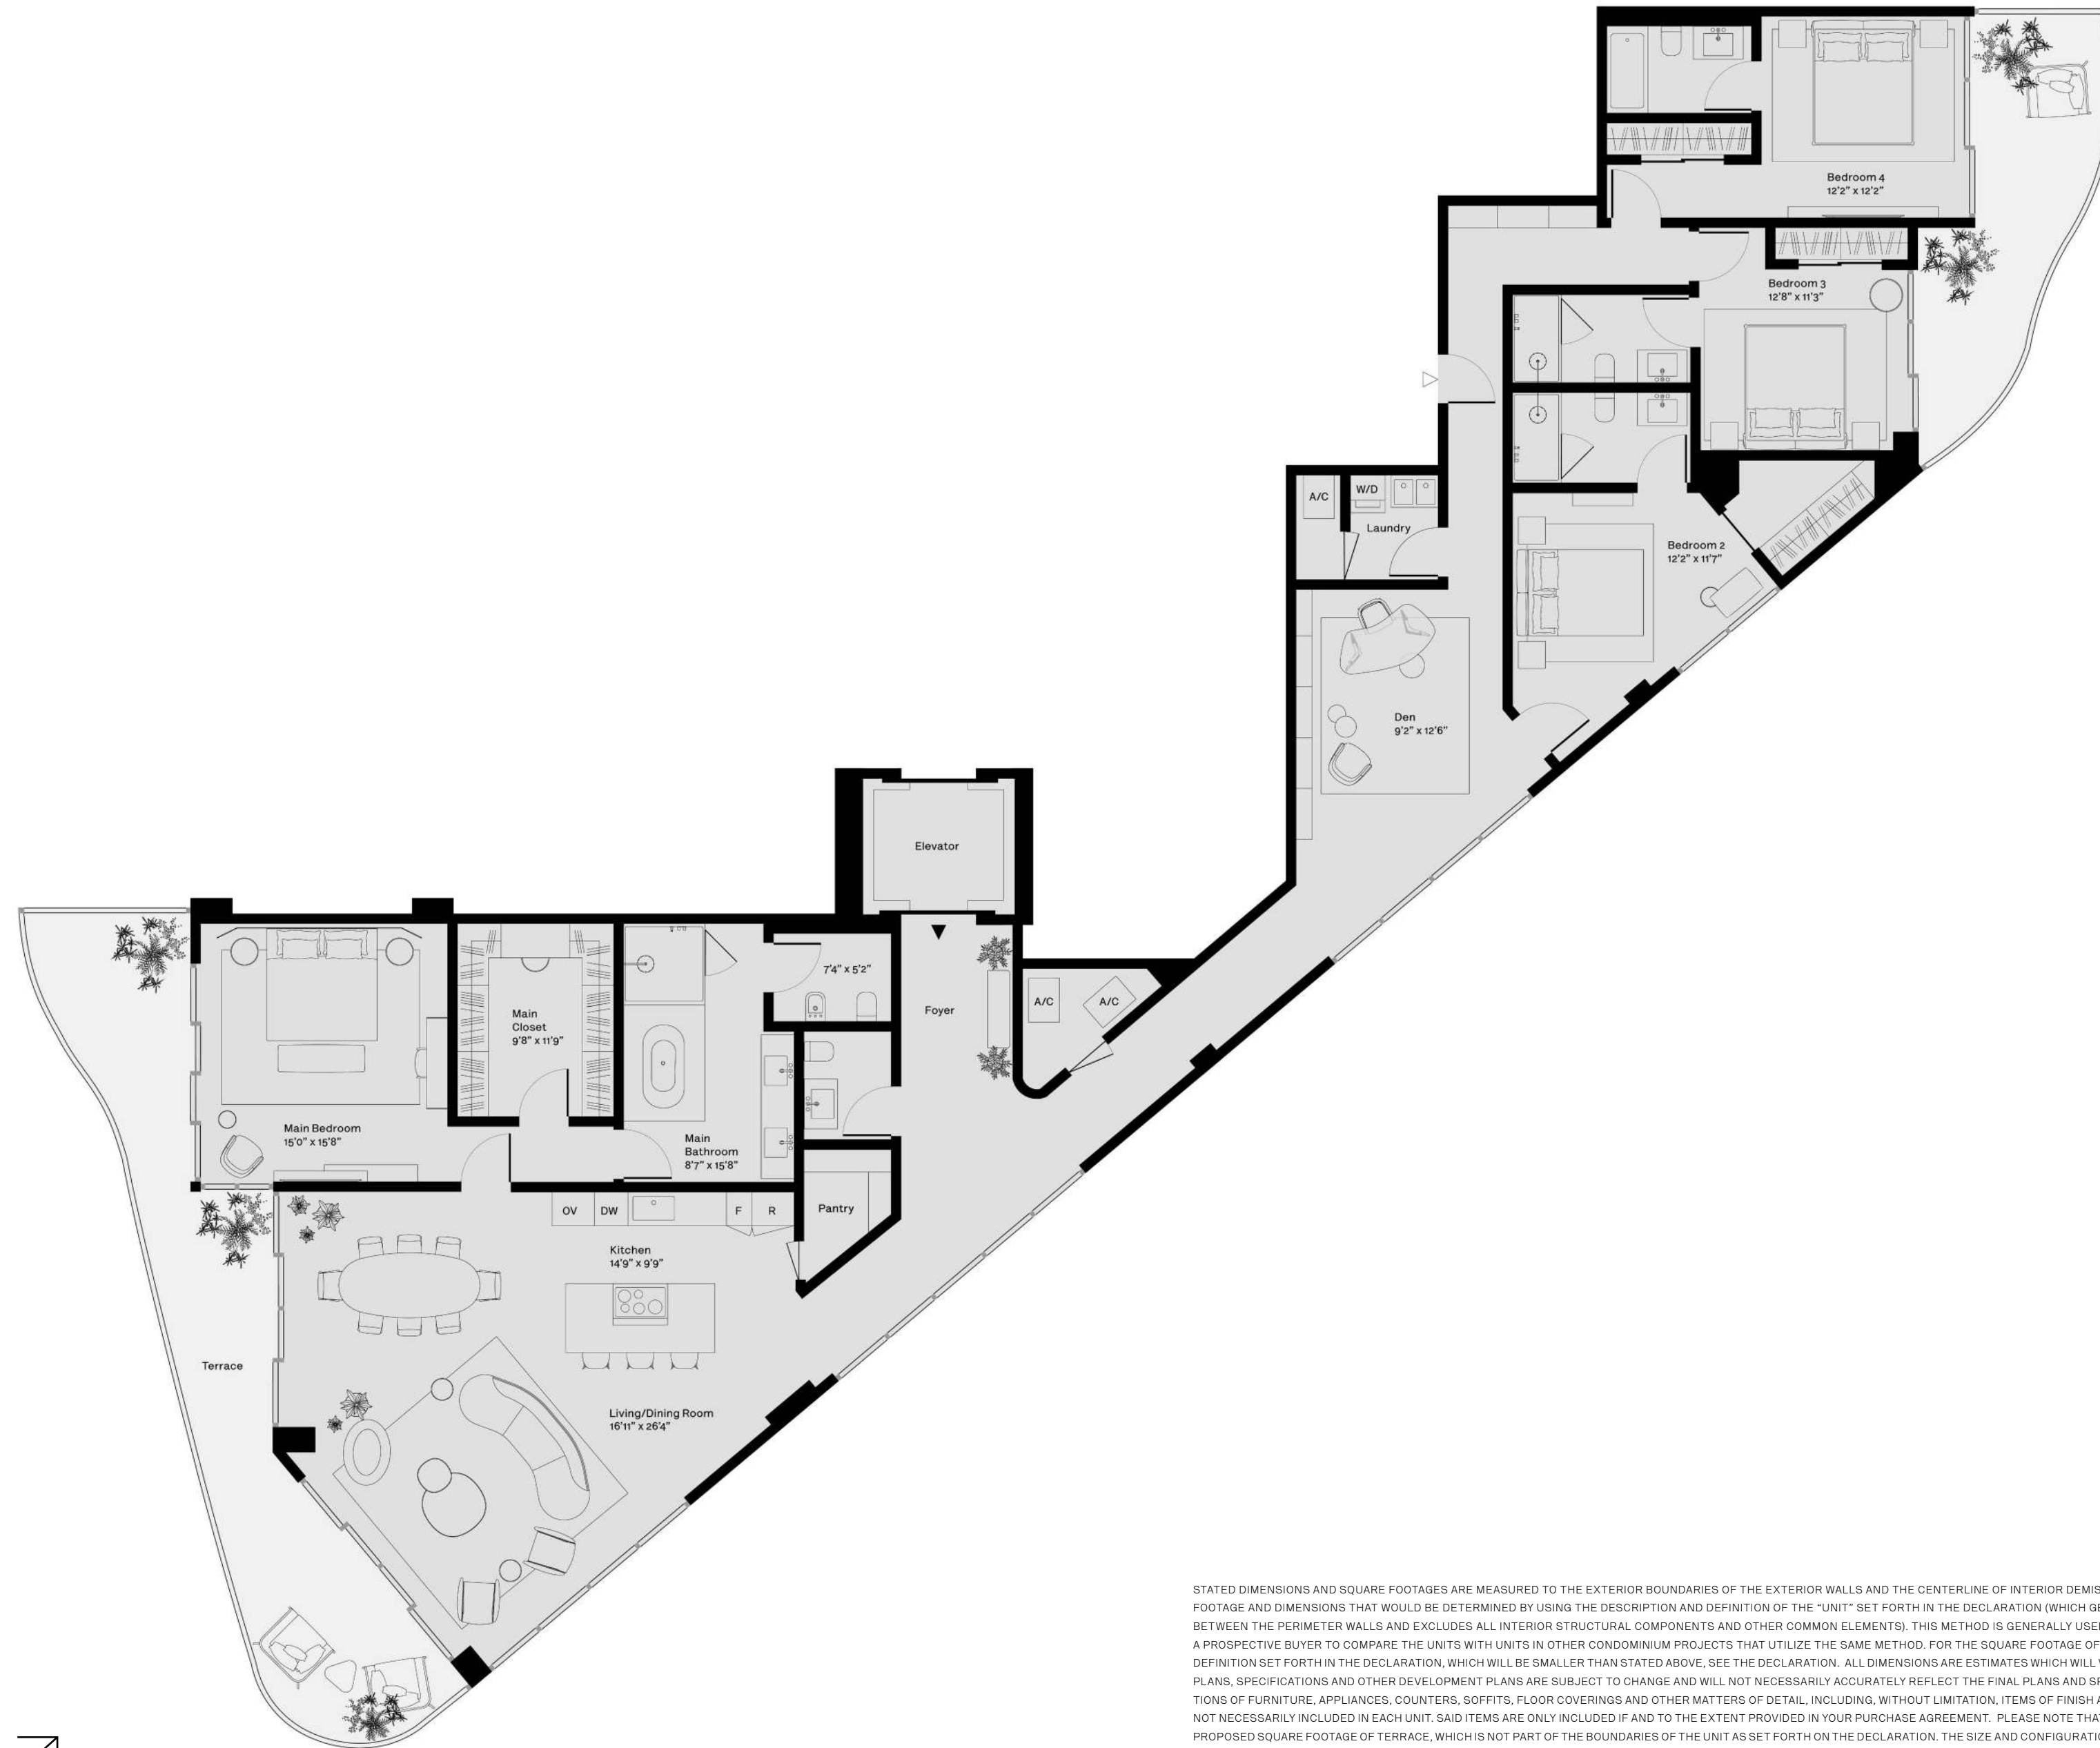 Bedroom 4
12'2" x 12'2"
Bedroom 3
12'8" x 11'3"
A/C
W/D
Laundry
Bedroom 2
12'2" x 11'7"
Den
9'2" x 12'6"
Elevator
7'4" x 5'2"
Foyer
A/C
A/C
Main
Closet
9'8" x 11'9"
Main Bedroom
15'0" x 15'8"
Main
Bathroom
8'7" x 15'8"
Pantry
OV
DW
F
R
Kitchen
14'9" x 9'9"
Terrace
Living/Dining Room
16'11" x 26'4"
STATED DIMENSIONS AND SQUARE FOOTAGES ARE MEASURED TO THE EXTERIOR BOUNDARIES OF THE EXTERIOR WALLS AND THE CENTERLINE OF INTERIOR
FOOTAGE AND DIMENSIONS THAT WOULD BE DETERMINED BY USING THE DESCRIPTION AND DEFINITION OF THE "UNIT" SET FORTH IN THE DECLARATION (WHICH
BETWEEN THE PERIMETER WALLS AND EXCLUDES ALL INTERIOR STRUCTURAL COMPONENTS AND OTHER COMMON ELEMENTS). THIS METHOD IS GENERALLY
A PROSPECTIVE BUYER TO COMPARE THE UNITS WITH UNITS IN OTHER CONDOMINIUM PROJECTS THAT UTILIZE THE SAME METHOD. FOR THE SQUARE FOOTAGE OF
DEFINITION SET FORTH IN THE DECLARATION, WHICH WILL BE SMALLER THAN STATED ABOVE, SEE THE DECLARATION. ALL DIMENSIONS ARE ESTIMATES WHICH WILL
PLANS, SPECIFICATIONS AND OTHER DEVELOPMENT PLANS ARE SUBJECT TO CHANGE AND WILL NOT NECESSARILY ACCURATELY REFLECT THE FINAL PLANS AND
TIONS OF FURNITURE, APPLIANCES, COUNTERS, SOFFITS, FLOOR COVERINGS AND OTHER MATTERS OF DETAIL, INCLUDING, WITHOUT LIMITATION, ITEMS OF FINISH
NOT NECESSARILY INCLUDED IN EACH UNIT. SAID ITEMS ARE ONLY INCLUDED IF AND TO THE EXTENT PROVIDED IN YOUR PURCHASE AGREEMENT. PLEASE NOTE
PROPOSED SQUARE FOOTAGE OF TERRACE, WHICH IS NOT PART OF THE BOUNDARIES OF THE UNIT AS SET FORTH ON THE DECLARATION. THE SIZE AND